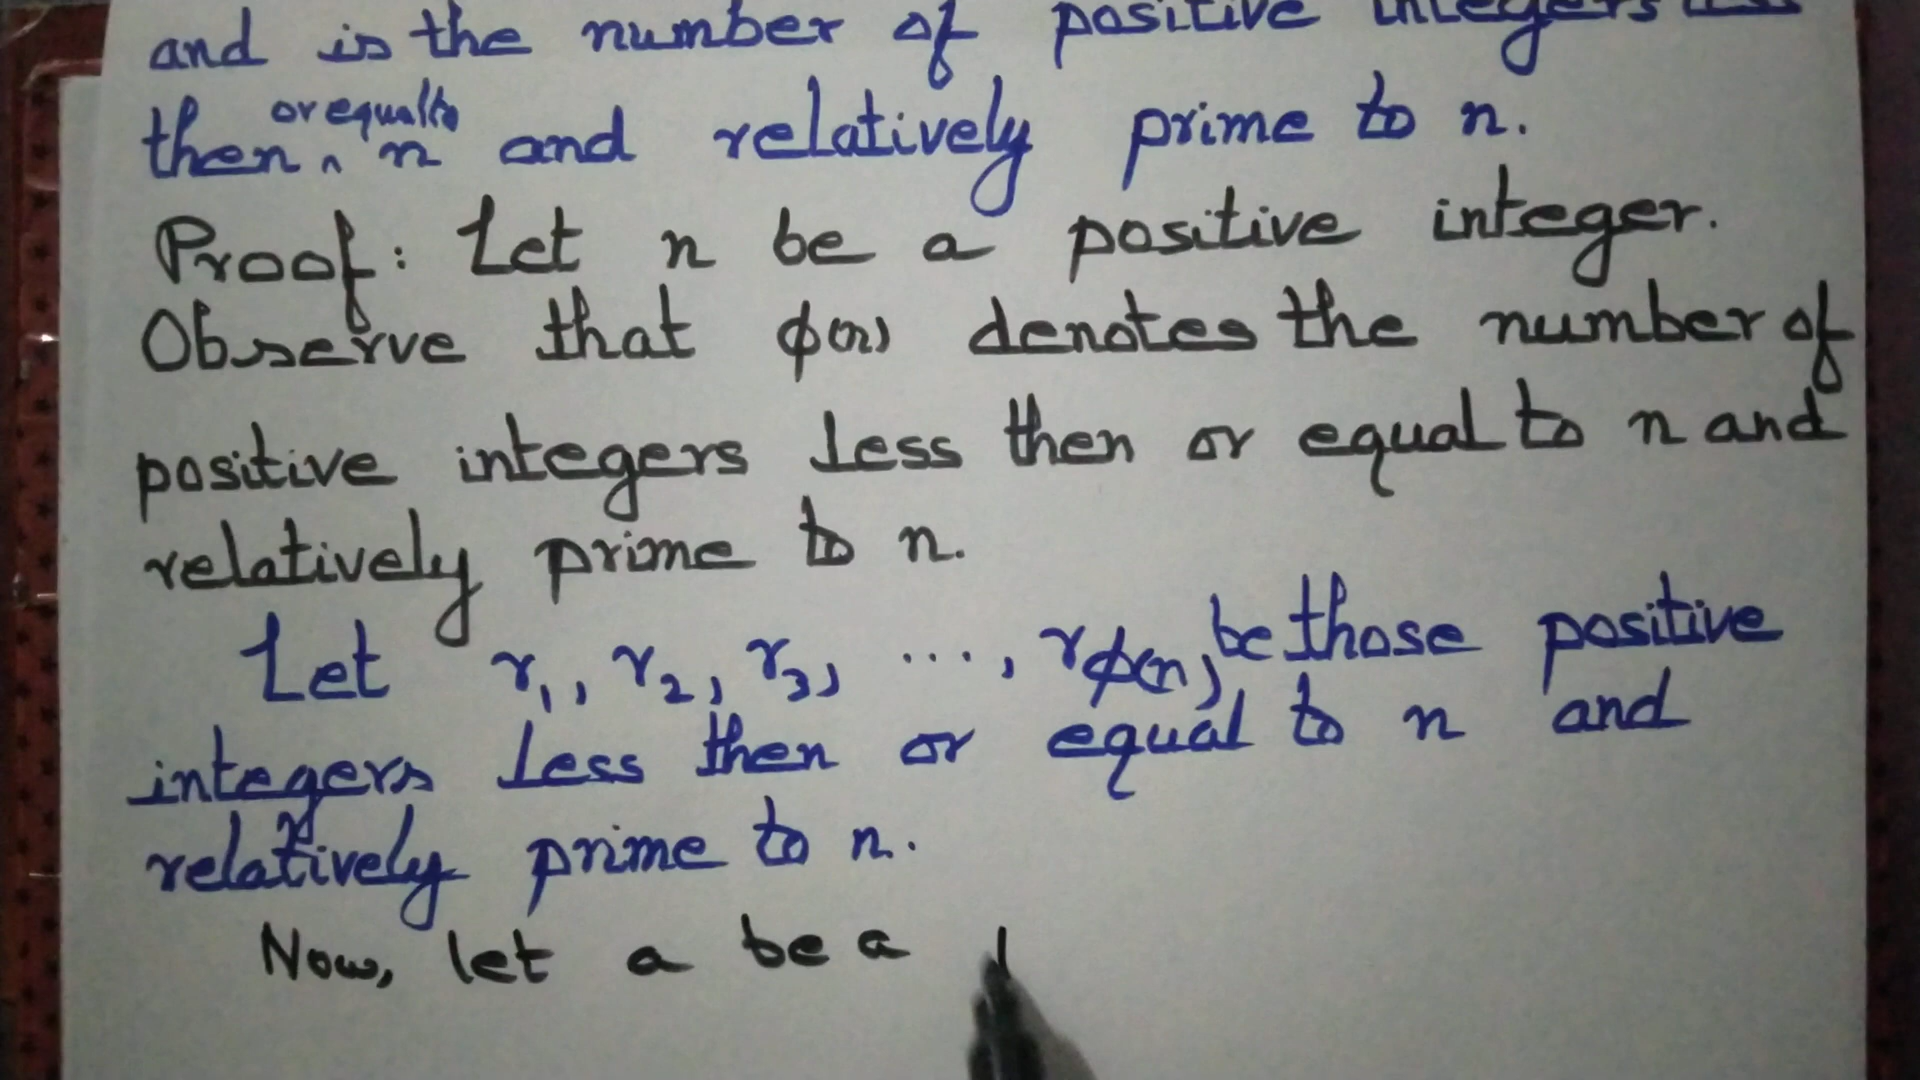 and is the number of positive integers less
then or equal to n and relatively prime to n.
Proof: Let n be a positive integer.
Observe that ϕ(n) denotes the number of
positive integers less then or equal to n and
relatively prime to n.
Let r₁, r₂, r₃, ..., rϕ(n), be those positive
integers less then or equal to n and
relatively prime to n.
Now, let a be a